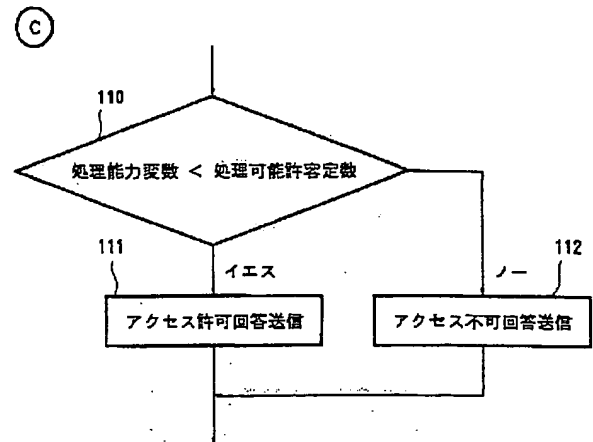 C
110
処理能力変数 < 処理可能許容定数
111
イエス
ノー
112
アクセス許可回答送信
アクセス不可回答送信